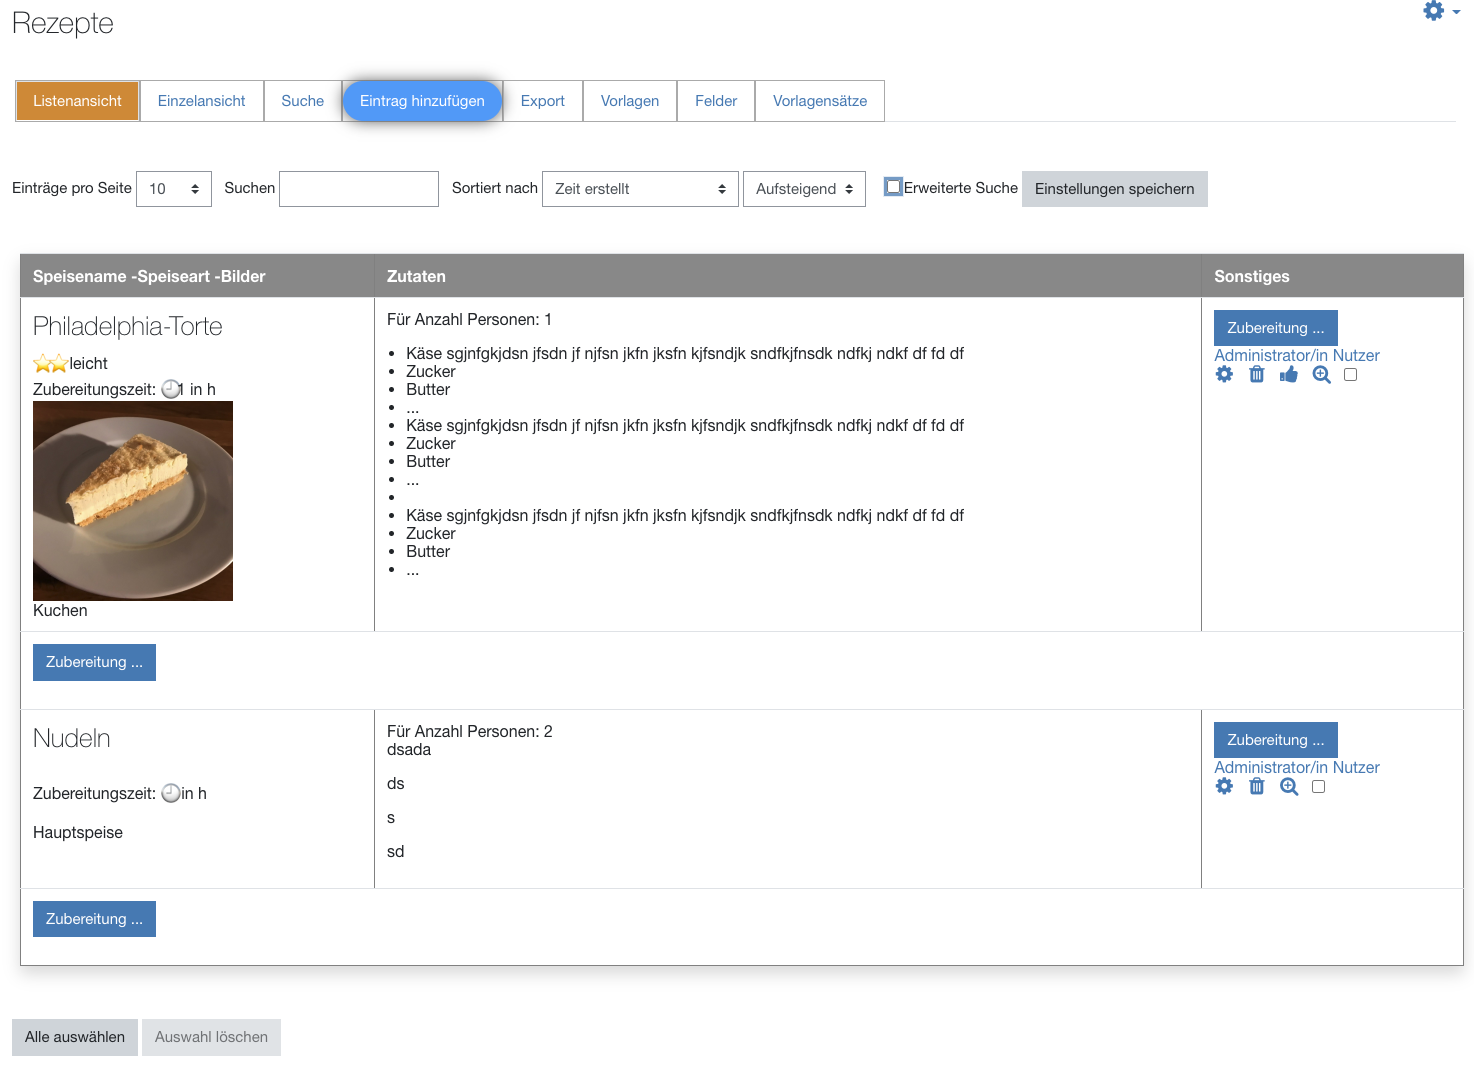 Rezepte
Listenansicht Einzelansicht Suche Eintrag hinzufügen Export Vorlagen Felder Vorlagensätze
Einträge pro Seite 10 Suchen Sortiert nach Zeit erstellt Aufsteigend Erweiterte Suche Einstellungen speichern
Speisename -Speiseart -Bilder Zutaten Sonstiges
Philadelphia-Torte
leicht
Zubereitungszeit: 1 in h
Kuchen
Für Anzahl Personen: 1
Käse sgjnfgkjdsn jfsdn jf njfsn jkfn jksfn kjfsndjk sndfkjfnsdk ndfkj ndkf df fd df
Zucker
Butter
...
Käse sgjnfgkjdsn jfsdn jf njfsn jkfn jksfn kjfsndjk sndfkjfnsdk ndfkj ndkf df fd df
Zucker
Butter
...
Käse sgjnfgkjdsn jfsdn jf njfsn jkfn jksfn kjfsndjk sndfkjfnsdk ndfkj ndkf df fd df
Zucker
Butter
...
Zubereitung ...
Administrator/in Nutzer
Zubereitung ...
Nudeln
Zubereitungszeit: in h
Hauptspeise
Für Anzahl Personen: 2
dsada
ds
s
sd
Zubereitung ...
Administrator/in Nutzer
Zubereitung ...
Alle auswählen Auswahl löschen